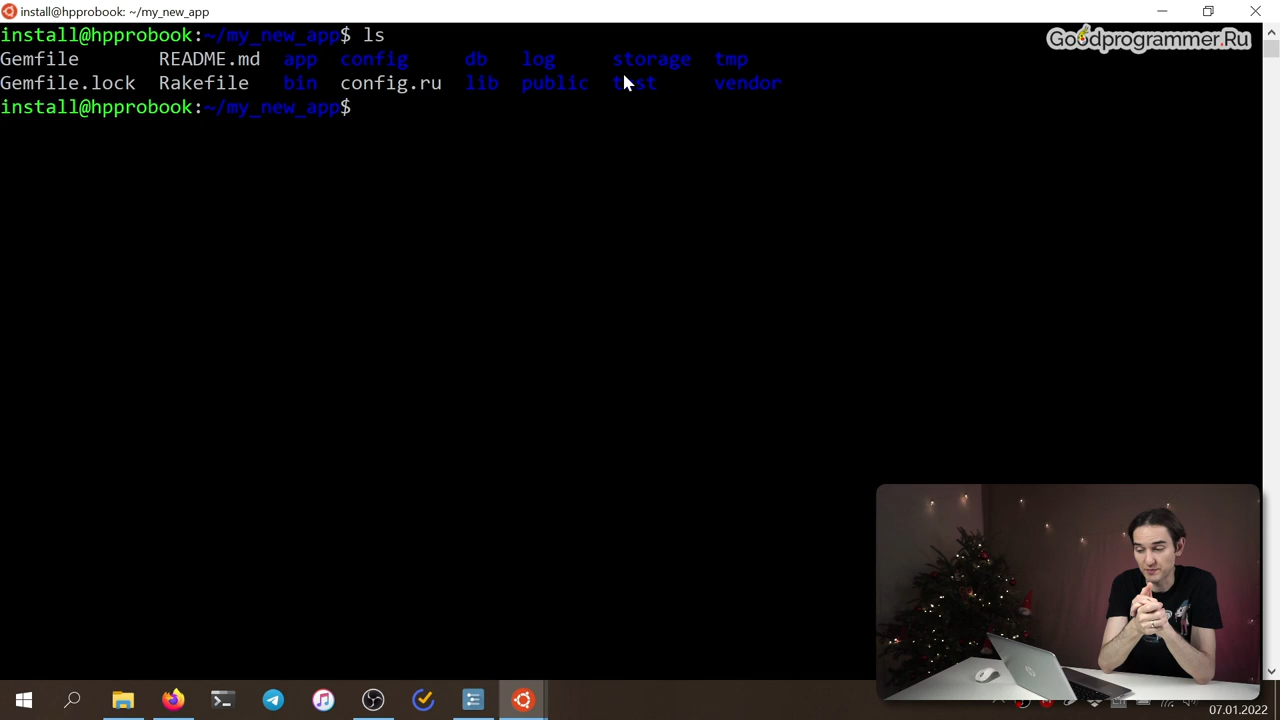 install@hpprobook: ~/my_new_app
Goodprogrammer.Ru
install@hpprobook:~/my_new_app$ ls
Gemfile README.md app config db log storage tmp
Gemfile.lock Rakefile bin config.ru lib public test vendor
install@hpprobook:~/my_new_app$
07.01.2022